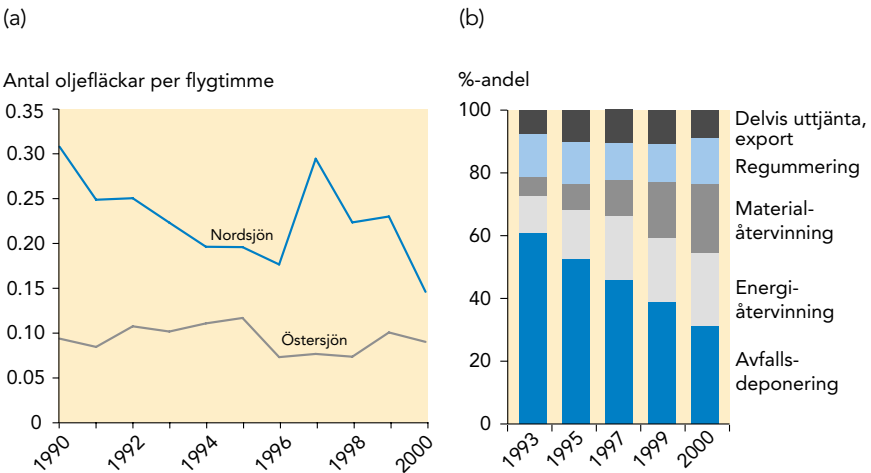 (a)
Antal oljefläckar per flygtimme
0.35
0.30
0.25
0.20
0.15
0.10
0.05
0
Nordsjön
Östersjön
1990
1992
1994
1996
1998
2000
(b)
%-andel
100
80
60
40
20
0
1993
1995
1997
1999
2000
Delvis uttjänta,
export
Regummering
Material-
återvinning
Energi-
återvinning
Avfalls-
deponering